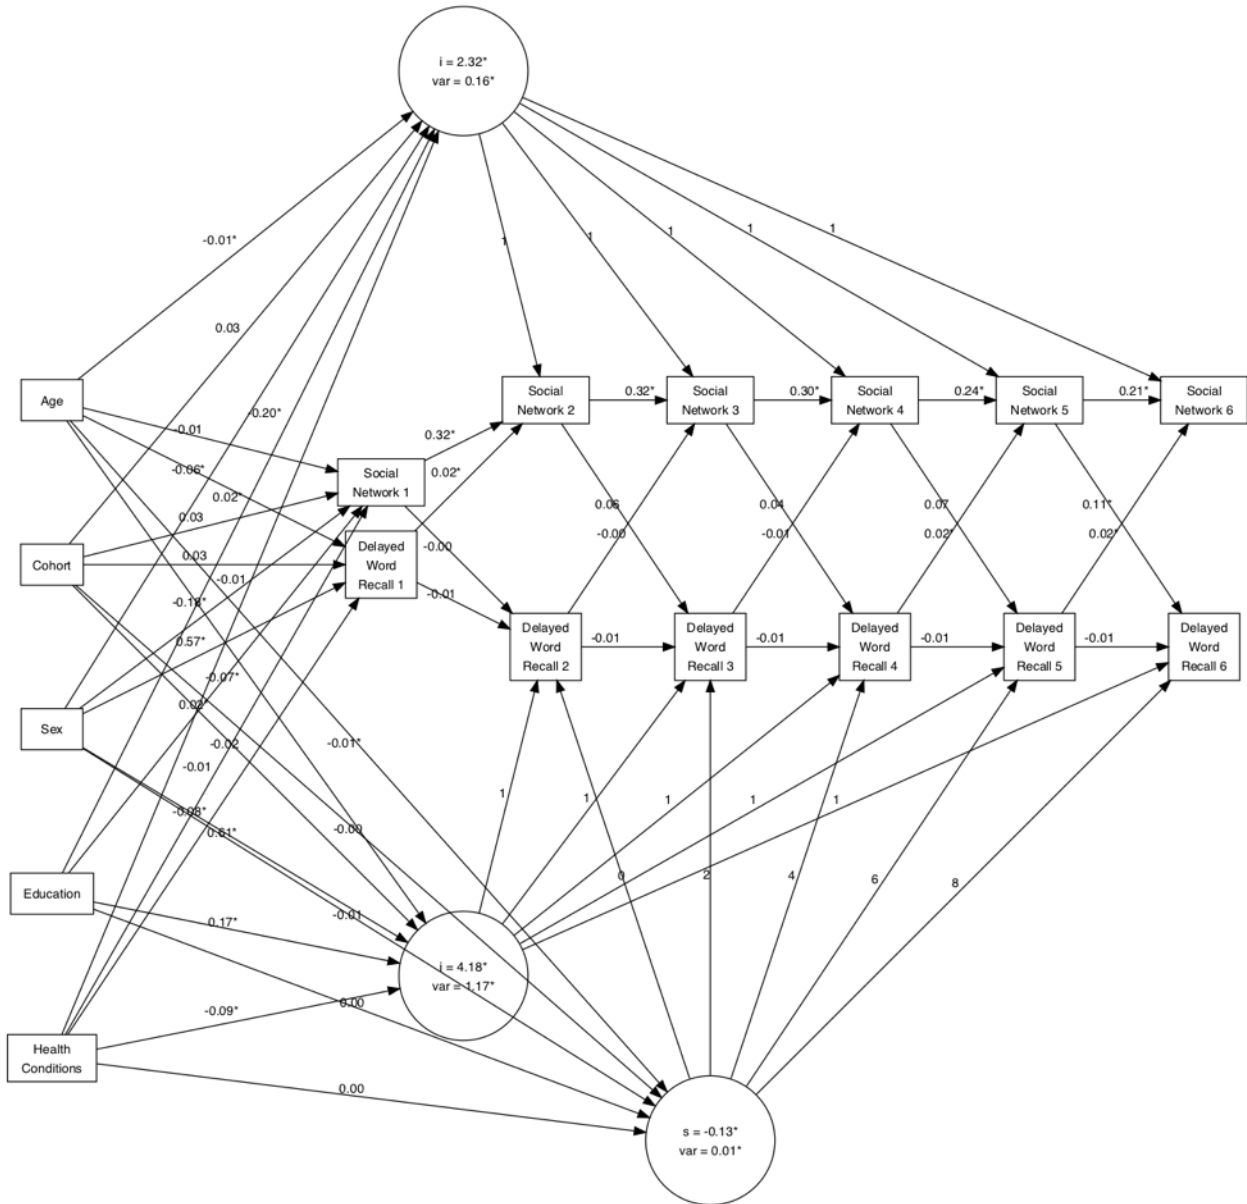 i = 2.32*
var = 0.16*
-0.01*
1
1
1
1
1
0.03
Age
Social
Network 2
0.32*
Social
Network 3
0.30*
Social
Network 4
0.24*
Social
Network 5
0.21*
Social
Network 6
-0.20*
-0.01
0.32*
-0.06*
0.02*
Social
Network 1
0.02*
0.03
0.06
-0.00
0.04
-0.01
0.07
0.02*
0.11*
0.02*
Cohort
0.03
-0.01
Delayed
Word
Recall 1
-0.00
-0.01
-0.18*
0.57*
Delayed
Word
Recall 2
-0.01
Delayed
Word
Recall 3
-0.01
Delayed
Word
Recall 4
-0.01
Delayed
Word
Recall 5
-0.01
Delayed
Word
Recall 6
-0.07*
Sex
-0.02
-0.01*
-0.01
1
1
1
1
1
-0.08*
0.61*
-0.00
0
2
4
6
8
Education
0.17*
-0.01
i = 4.18*
var = 1.17*
-0.09*
0.00
Health
Conditions
0.00
s = -0.13*
var = 0.01*